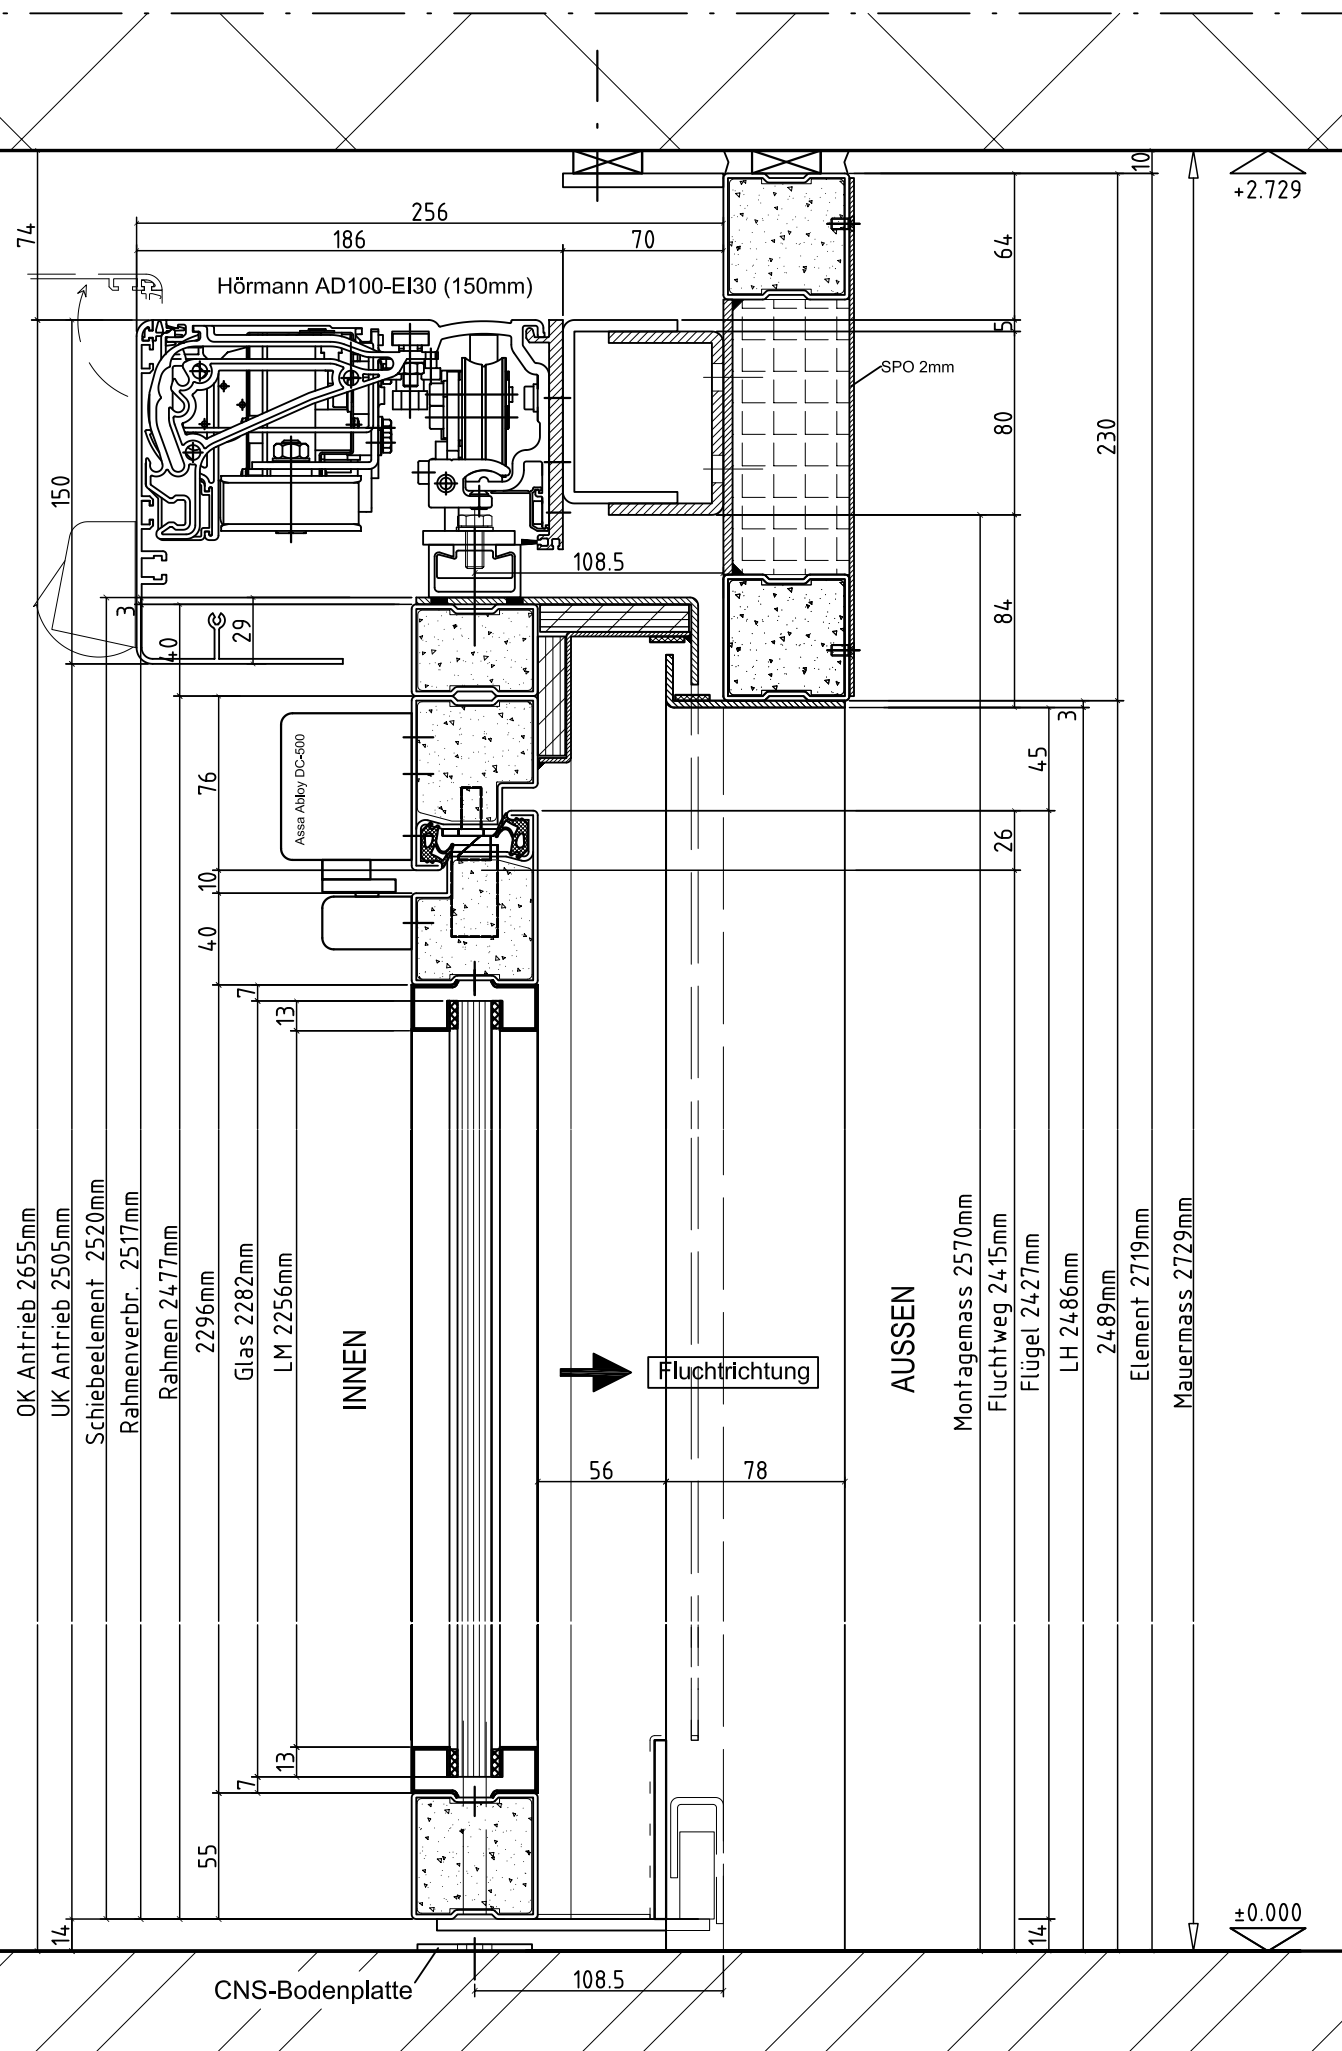 10
+2.729
74
256
186
70
64
Hörmann AD100-EI30 (150mm)
5
SPO 2mm
80
230
150
108.5
3
40
29
84
3
45
Assa Abloy DC-500
76
26
10
40
7
13
OK Antrieb 2655mm
UK Antrieb 2505mm
Schiebeelement 2520mm
Rahmenverbr. 2517mm
Rahmen 2477mm
2296mm
Glas 2282mm
LM 2256mm
INNEN
Fluchtrichtung
AUSSEN
Montagemass 2570mm
Fluchtweg 2415mm
Flügel 2427mm
LH 2486mm
2489mm
Element 2719mm
Mauermass 2729mm
56
78
13
7
55
14
14
±0.000
CNS-Bodenplatte
108.5